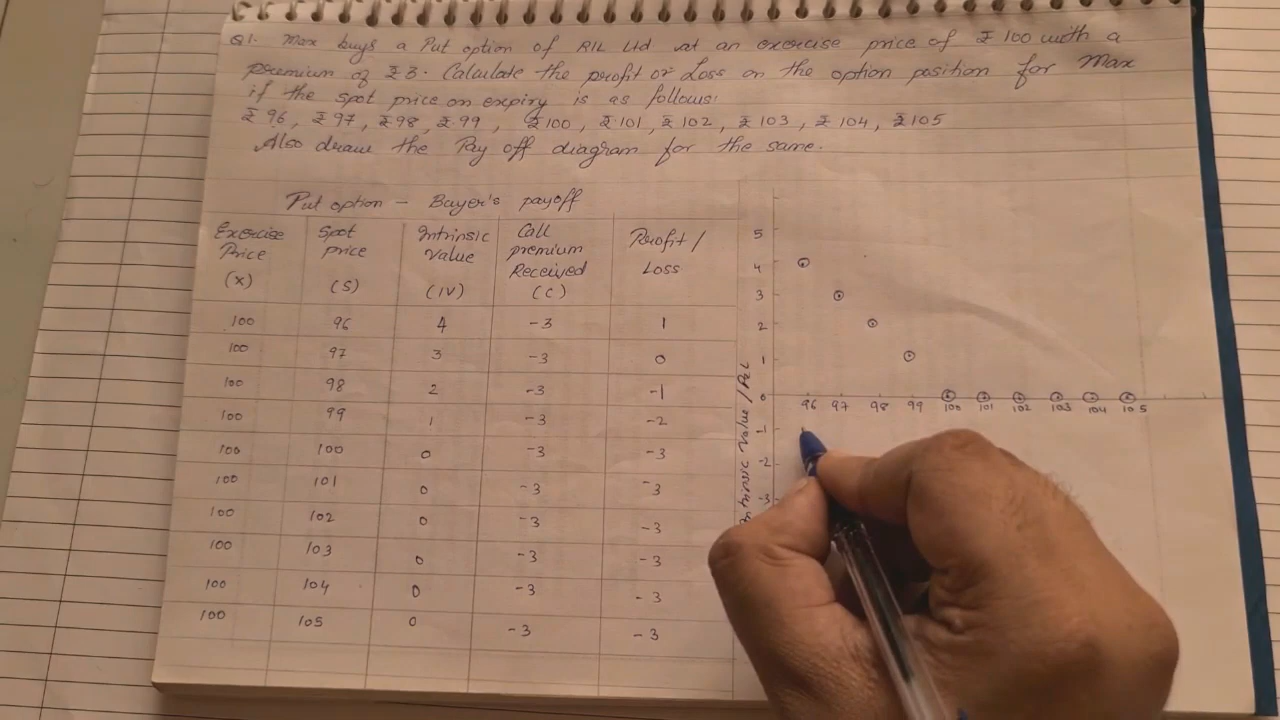 Q1. Max buys a Put option of RIL Ltd at an exercise price of ₹ 100 with a
premium of ₹3. Calculate the profit or Loss on the option position for Max
if the spot price on expiry is as follows:
₹ 96, ₹97, ₹98, ₹99, ₹100, ₹101, ₹102, ₹103, ₹104, ₹105
Also draw the Pay off diagram for the same.
Put option - Buyer's payoff
Exercise Price (X) Spot price (S) Intrinsic Value (IV) Call premium Received (C) Profit / Loss
100 96 4 -3 1
100 97 3 -3 0
100 98 2 -3 -1
100 99 1 -3 -2
100 100 0 -3 -3
100 101 0 -3 -3
100 102 0 -3 -3
100 103 0 -3 -3
100 104 0 -3 -3
100 105 0 -3 -3
5
4
3
2
1
0
-1
-2
-3
96 97 98 99 100 101 102 103 104 105
Intrinsic Value / P&L